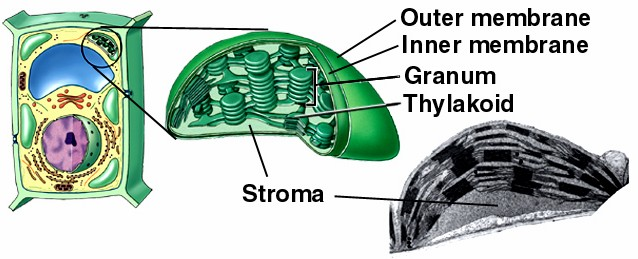 Outer membrane
Inner membrane
Granum
Thylakoid
Stroma